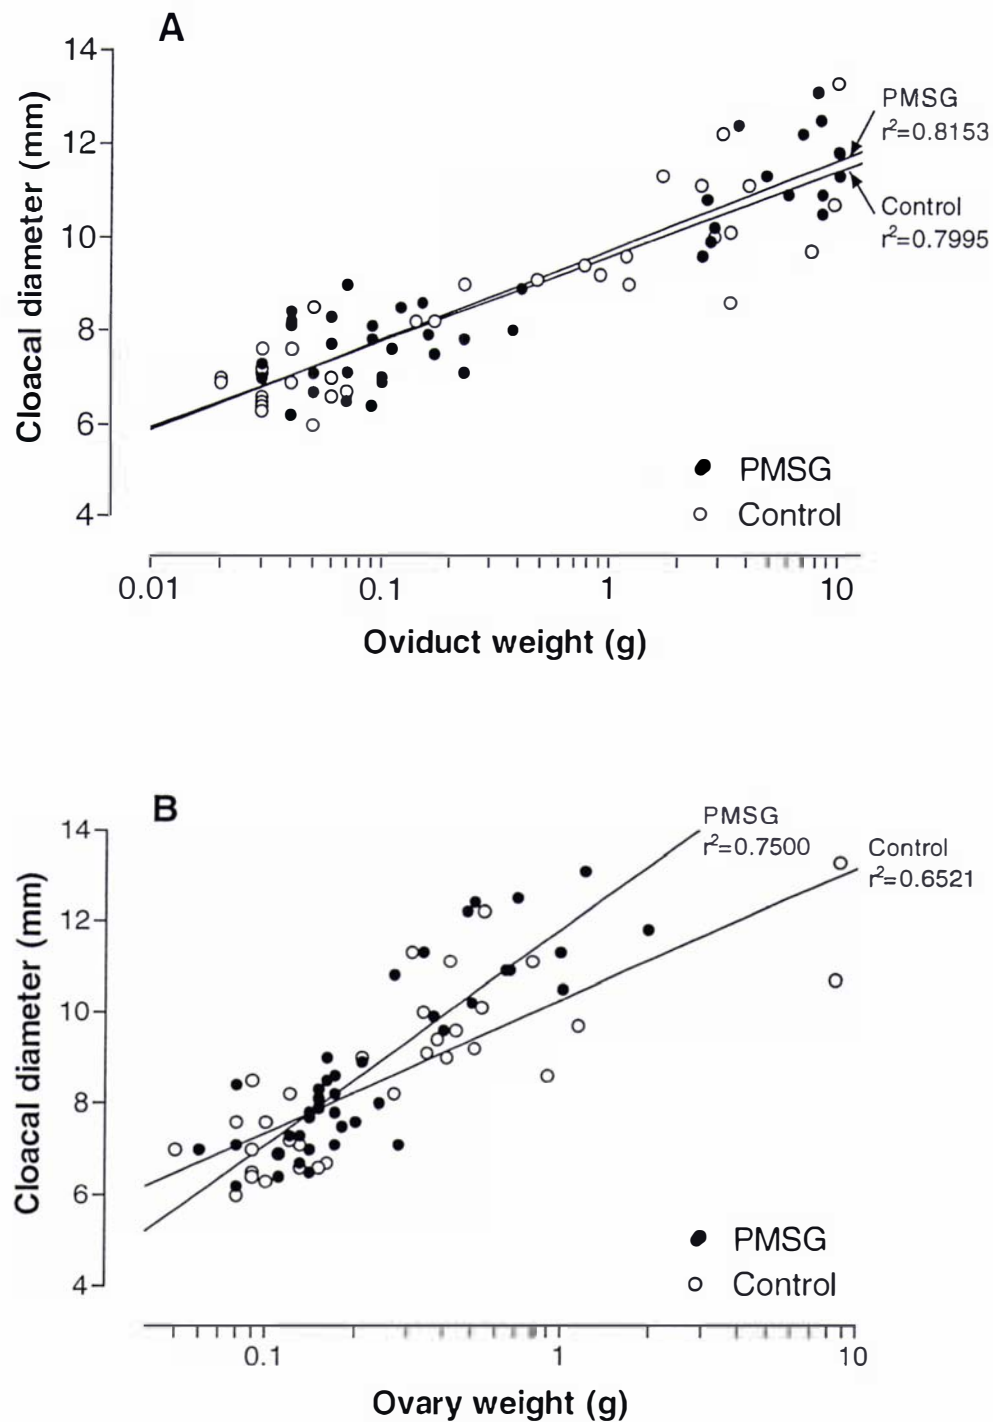 A
14
12
10
8
6
4
Cloacal diameter (mm)
PMSG
r²=0.8153
Control
r²=0.7995
PMSG
Control
0.01 0.1 1 10
Oviduct weight (g)
B
14
12
10
8
6
4
Cloacal diameter (mm)
PMSG
r²=0.7500
Control
r²=0.6521
PMSG
Control
0.1 1 10
Ovary weight (g)